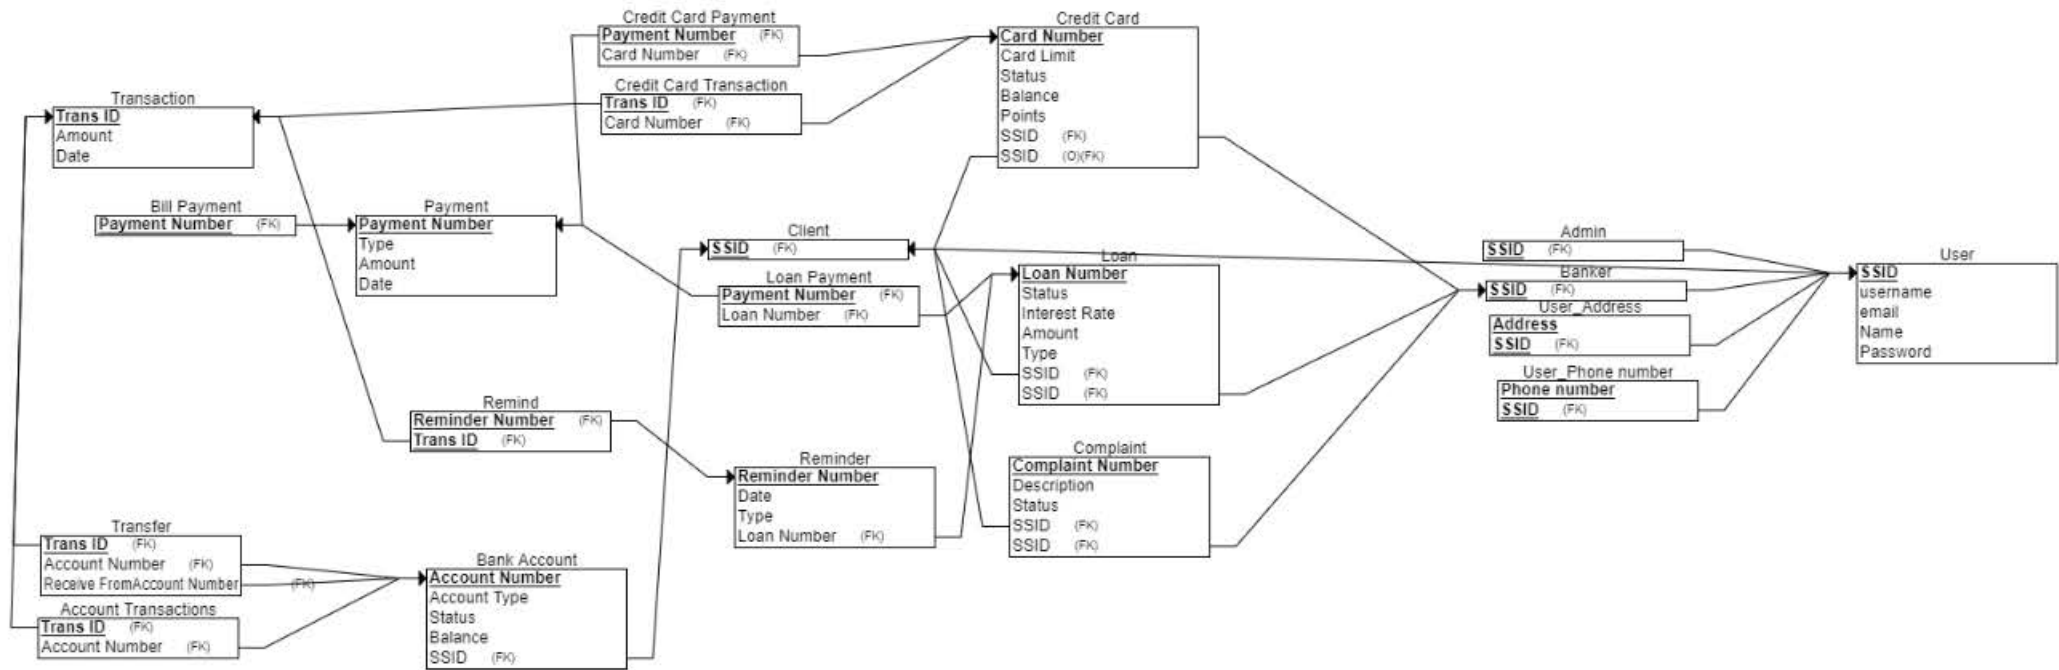 Credit Card Payment
Payment Number (FK)
Card Number (FK)
Credit Card
Card Number
Card Limit
Status
Balance
Points
SSID (FK)
SSID (O)(FK)
Credit Card Transaction
Trans ID (FK)
Card Number (FK)
Transaction
Trans ID
Amount
Date
Bill Payment
Payment Number (FK)
Payment
Payment Number
Type
Amount
Date
Client
SSID (FK)
Loan Payment
Payment Number (FK)
Loan Number (FK)
Loan
Loan Number
Status
Interest Rate
Amount
Type
SSID (FK)
SSID (FK)
Admin
SSID (FK)
Banker
SSID (FK)
User_Address
Address
SSID (FK)
User_Phone number
Phone number
SSID (FK)
User
SSID
username
email
Name
Password
Remind
Reminder Number (FK)
Trans ID (FK)
Reminder
Reminder Number
Date
Type
Loan Number (FK)
Complaint
Complaint Number
Description
Status
SSID (FK)
SSID (FK)
Transfer
Trans ID (FK)
Account Number (FK)
Receive FromAccount Number (FK)
Account Transactions
Trans ID (FK)
Account Number (FK)
Bank Account
Account Number
Account Type
Status
Balance
SSID (FK)